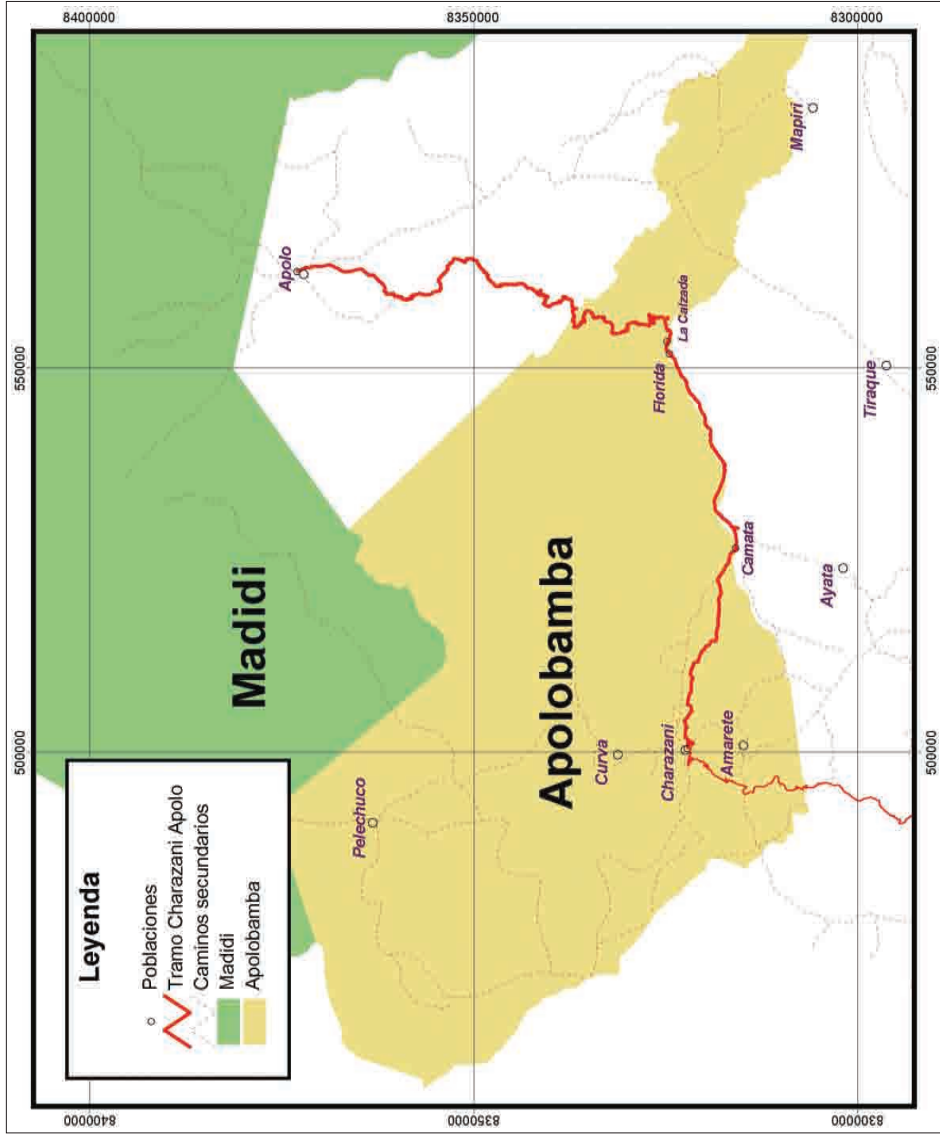 500000
550000
8400000
8400000
Leyenda
Poblaciones
Tramo Charazani Apolo
Caminos secundarios
Madidi
Apolobamba
Madidi
Apolo
Pelechuco
8350000
8350000
Apolobamba
Curva
Charazani
Florida
La Calzada
Amarete
Camata
Mapiri
Ayata
Tiraque
8300000
8300000
500000
550000